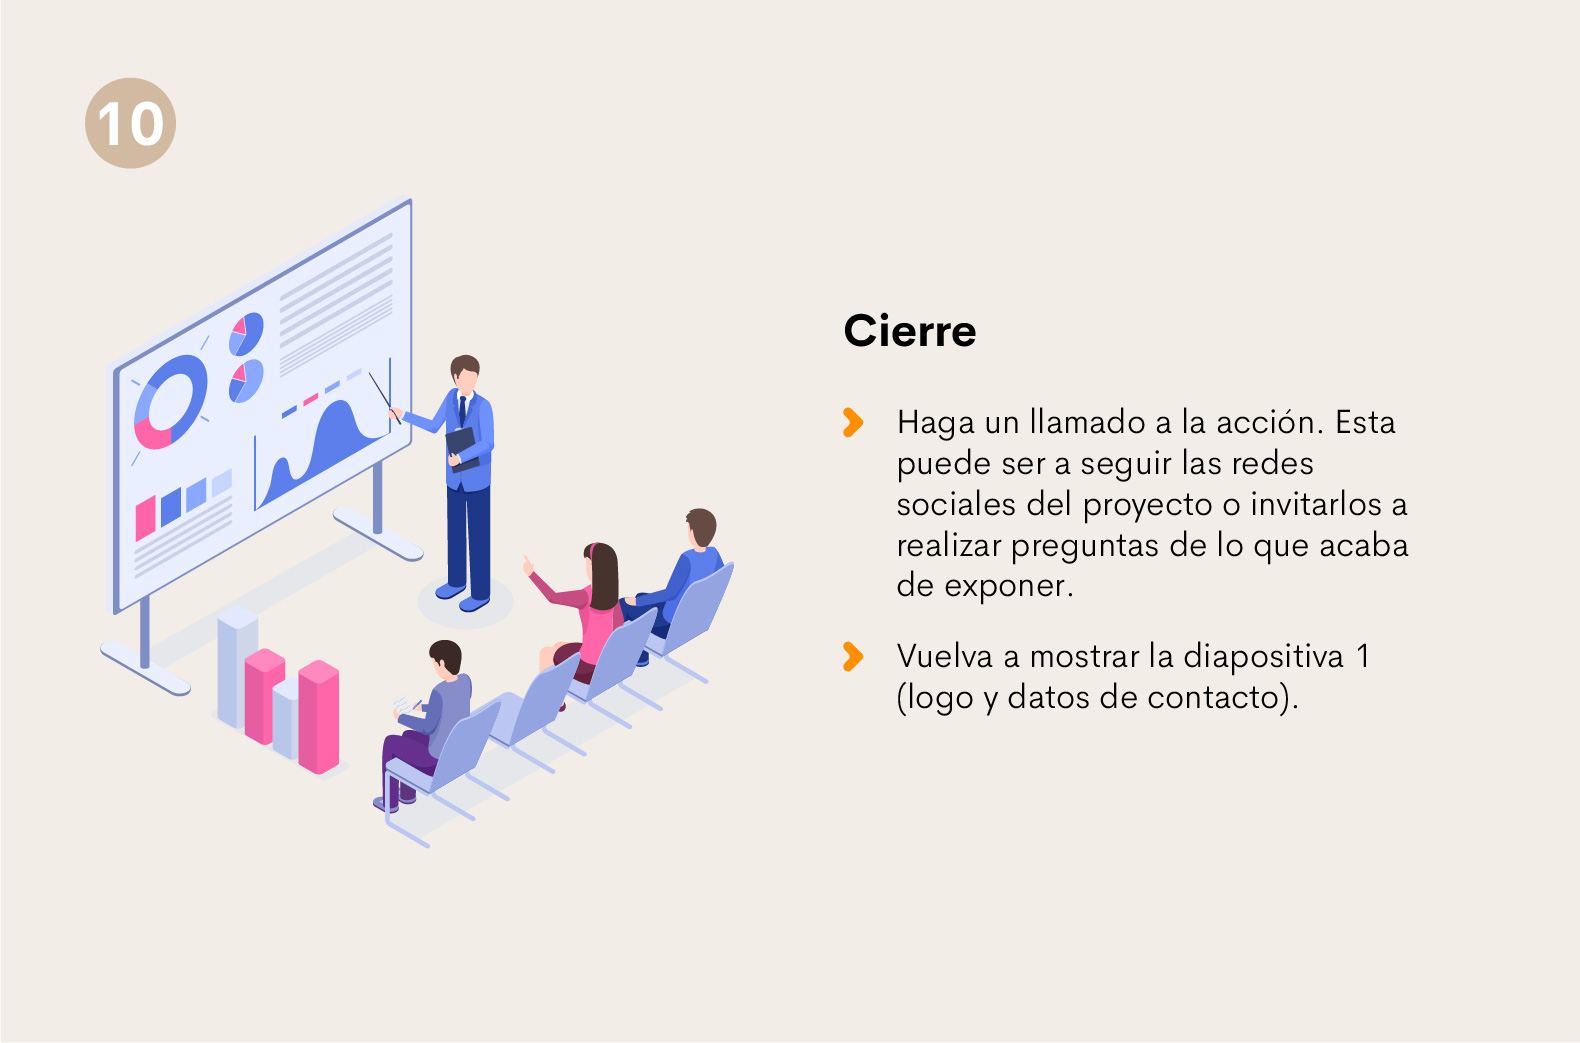 10
Cierre
Haga un llamado a la acción. Esta
puede ser a seguir las redes
sociales del proyecto o invitarlos a
realizar preguntas de lo que acaba
de exponer.
Vuelva a mostrar la diapositiva 1
(logo y datos de contacto).